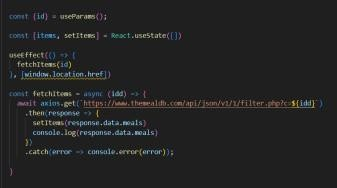 const {id} = useParams();
const [items, setItems] = React.useState([])
useEffect(() => {
fetchItems(id)
}, [window.location.href])
const fetchItems = async (idd) => {
await axios.get(`https://www.themealdb.com/api/json/v1/1/filter.php?c=${idd}`)
.then(response => {
setItems(response.data.meals)
console.log(response.data.meals)
})
.catch(error => console.error(error));
}